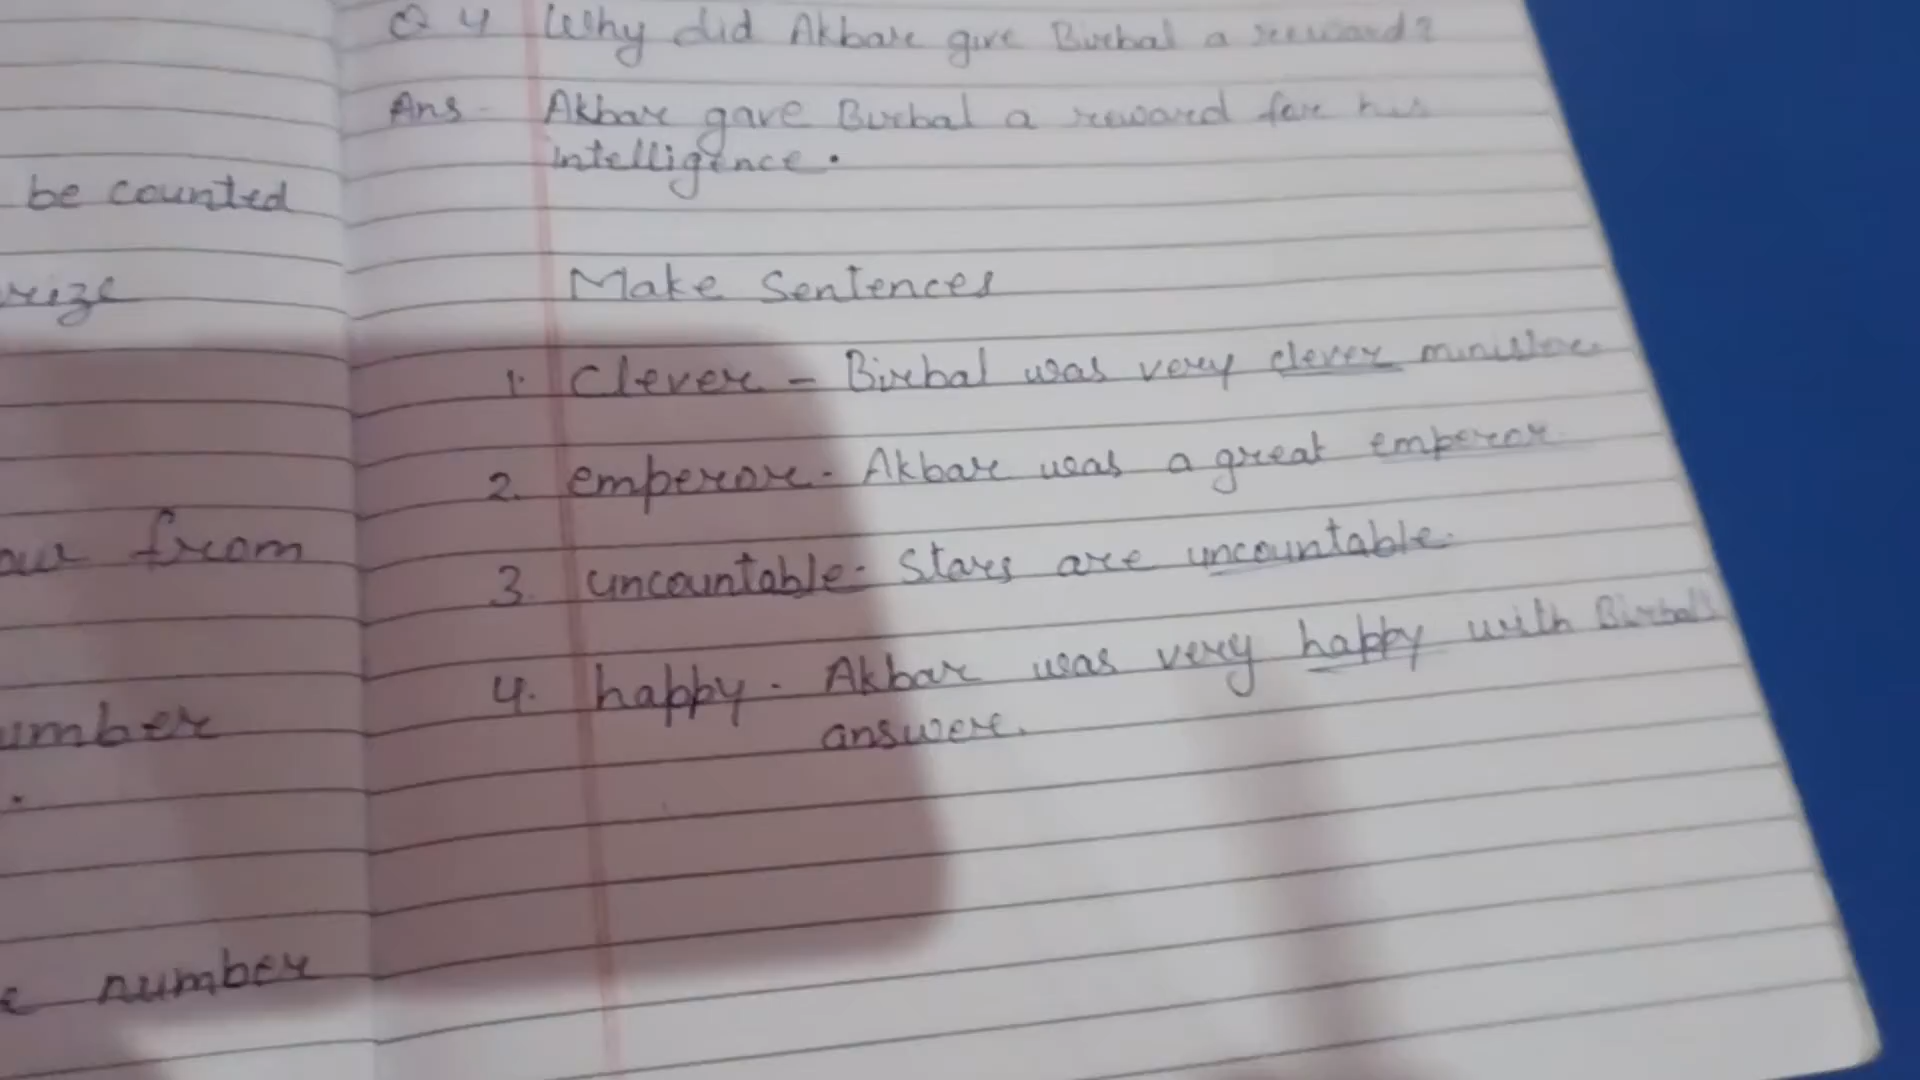 be counted
from
number
Q 4 Why did Akbar give Birbal a reward?
Ans - Akbar gave Birbal a reward for his
intelligence.
Make Sentences
1. Clever - Birbal was very clever minister.
2. emperor - Akbar was a great emperor.
3. uncountable - Stars are uncountable.
4. happy - Akbar was very happy with Birbal's
answer.